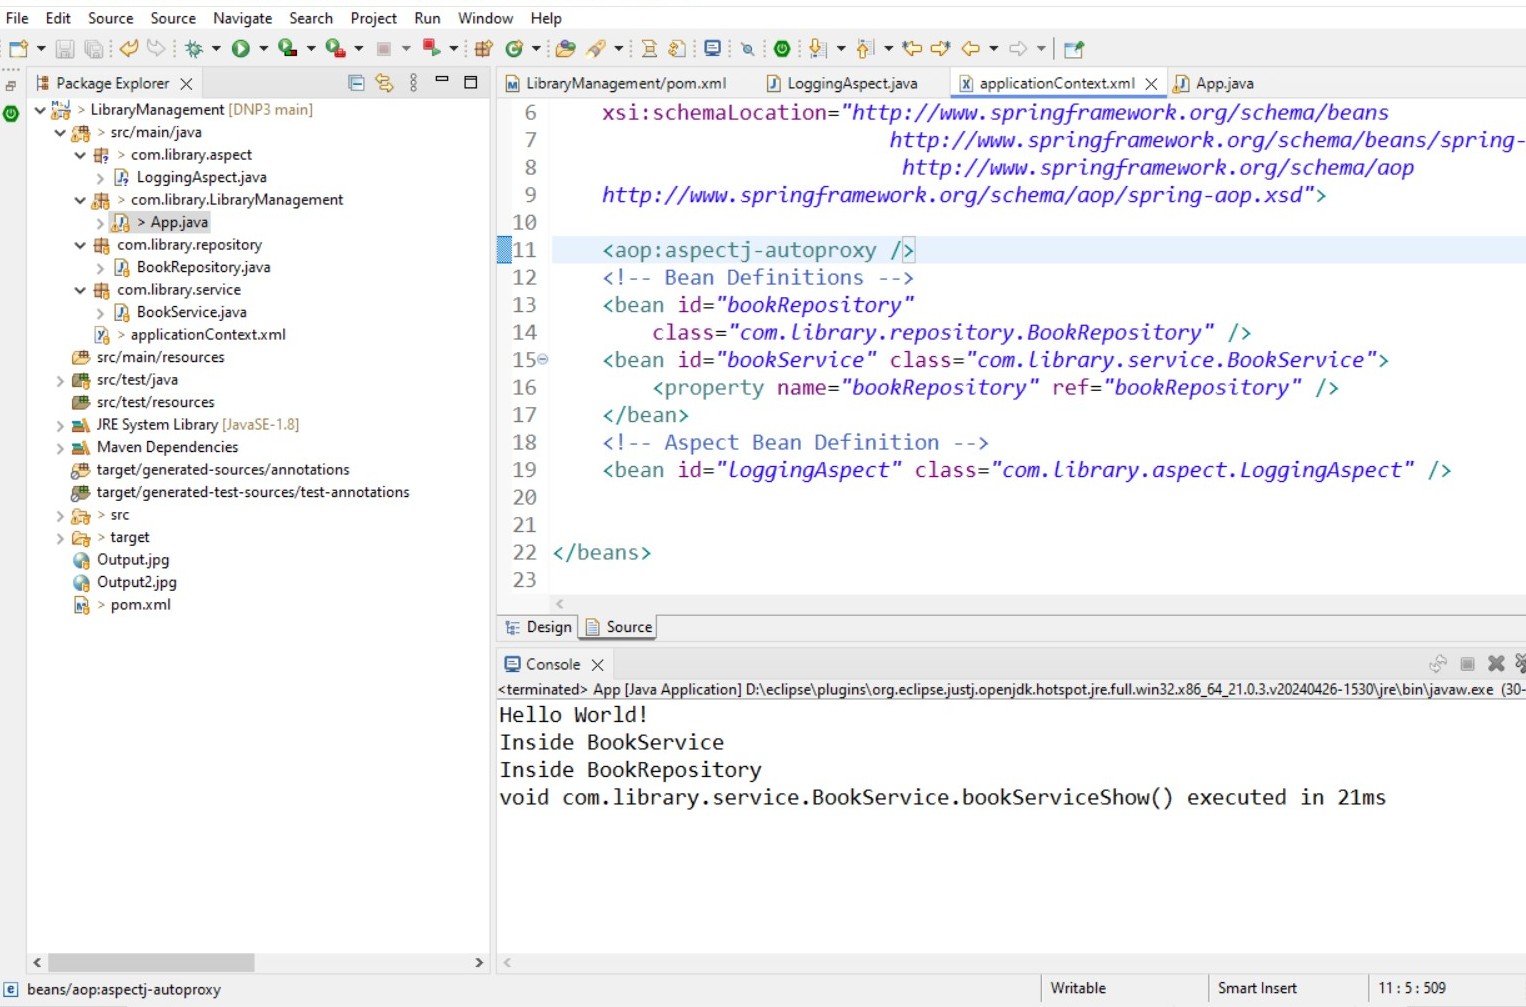 File Edit Source Source Navigate Search Project Run Window Help
Package Explorer
LibraryManagement/pom.xml LoggingAspect.java applicationContext.xml App.java
> LibraryManagement [DNP3 main]
> src/main/java
> com.library.aspect
LoggingAspect.java
> com.library.LibraryManagement
> App.java
com.library.repository
BookRepository.java
com.library.service
BookService.java
> applicationContext.xml
src/main/resources
src/test/java
src/test/resources
JRE System Library [JavaSE-1.8]
Maven Dependencies
target/generated-sources/annotations
target/generated-test-sources/test-annotations
> src
> target
Output.jpg
Output2.jpg
> pom.xml
6 xsi:schemaLocation="http://www.springframework.org/schema/beans
7 http://www.springframework.org/schema/beans/spring-
8 http://www.springframework.org/schema/aop
9 http://www.springframework.org/schema/aop/spring-aop.xsd">
10
11 <aop:aspectj-autoproxy />
12 <!-- Bean Definitions -->
13 <bean id="bookRepository"
14 class="com.library.repository.BookRepository" />
15 <bean id="bookService" class="com.library.service.BookService">
16 <property name="bookRepository" ref="bookRepository" />
17 </bean>
18 <!-- Aspect Bean Definition -->
19 <bean id="loggingAspect" class="com.library.aspect.LoggingAspect" />
20
21
22 </beans>
23
Design Source
Console
<terminated> App [Java Application] D:\eclipse\plugins\org.eclipse.justj.openjdk.hotspot.jre.full.win32.x86_64_21.0.3.v20240426-1530\jre\bin\javaw.exe (30-
Hello World!
Inside BookService
Inside BookRepository
void com.library.service.BookService.bookServiceShow() executed in 21ms
beans/aop:aspectj-autoproxy
Writable Smart Insert 11 : 5 : 509